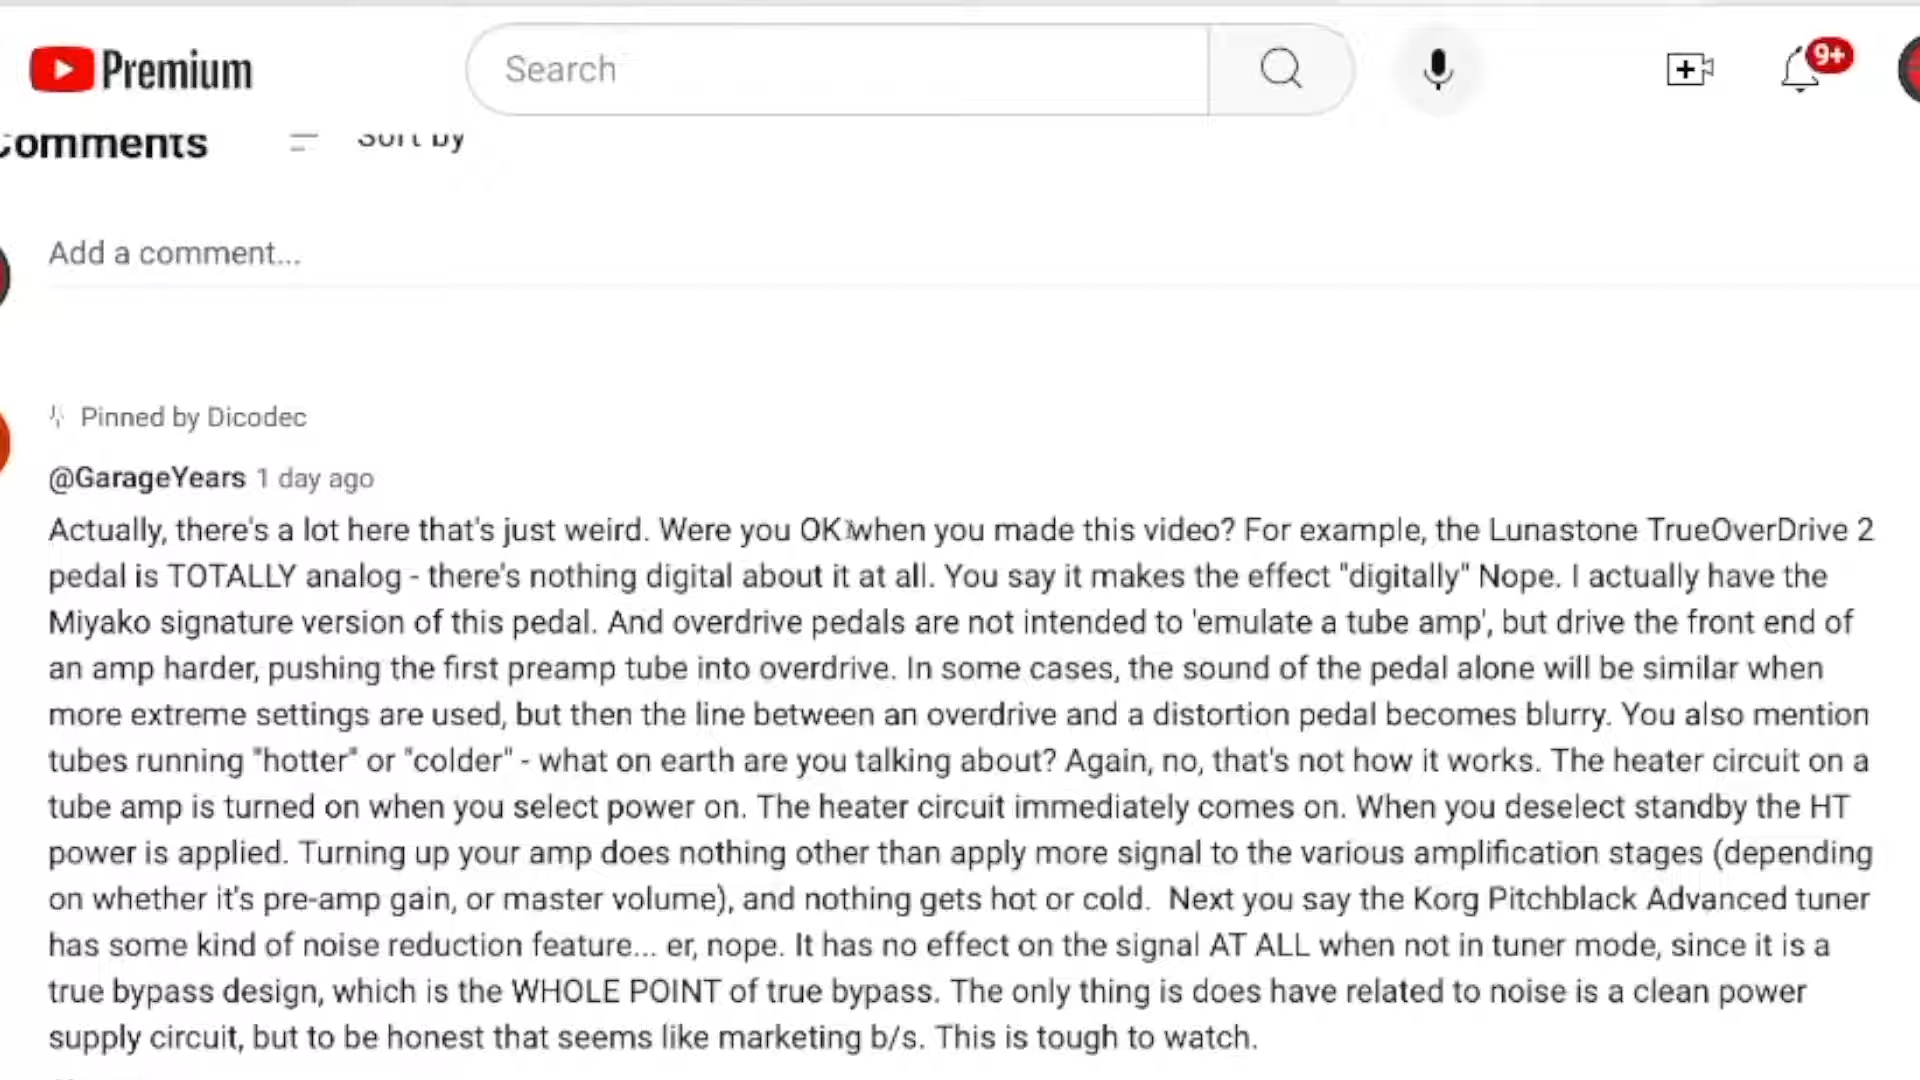 Premium
Search
9+
Comments
Sort by
Add a comment...
Pinned by Dicodec
@GarageYears 1 day ago
Actually, there's a lot here that's just weird. Were you OK when you made this video? For example, the Lunastone TrueOverDrive 2
pedal is TOTALLY analog - there's nothing digital about it at all. You say it makes the effect "digitally" Nope. I actually have the
Miyako signature version of this pedal. And overdrive pedals are not intended to 'emulate a tube amp', but drive the front end of
an amp harder, pushing the first preamp tube into overdrive. In some cases, the sound of the pedal alone will be similar when
more extreme settings are used, but then the line between an overdrive and a distortion pedal becomes blurry. You also mention
tubes running "hotter" or "colder" - what on earth are you talking about? Again, no, that's not how it works. The heater circuit on a
tube amp is turned on when you select power on. The heater circuit immediately comes on. When you deselect standby the HT
power is applied. Turning up your amp does nothing other than apply more signal to the various amplification stages (depending
on whether it's pre-amp gain, or master volume), and nothing gets hot or cold.  Next you say the Korg Pitchblack Advanced tuner
has some kind of noise reduction feature... er, nope. It has no effect on the signal AT ALL when not in tuner mode, since it is a
true bypass design, which is the WHOLE POINT of true bypass. The only thing is does have related to noise is a clean power
supply circuit, but to be honest that seems like marketing b/s. This is tough to watch.